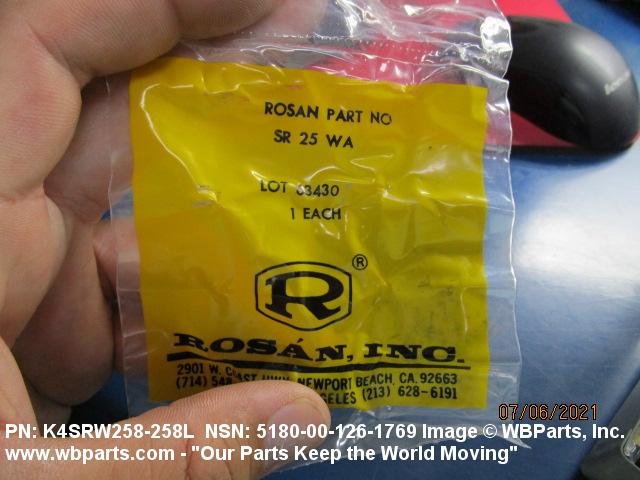 ROSAN PART NO
SR 25 WA
LOT 63430
1 EACH
R ®
ROSÁN, INC.
2901 W. HWY. NEWPORT BEACH, CA. 92663
(714) (213) 628-6191
07/06/2021
PN: K4SRW258-258L NSN: 5180-00-126-1769 Image © WBParts, Inc.
www.wbparts.com - "Our Parts Keep the World Moving"